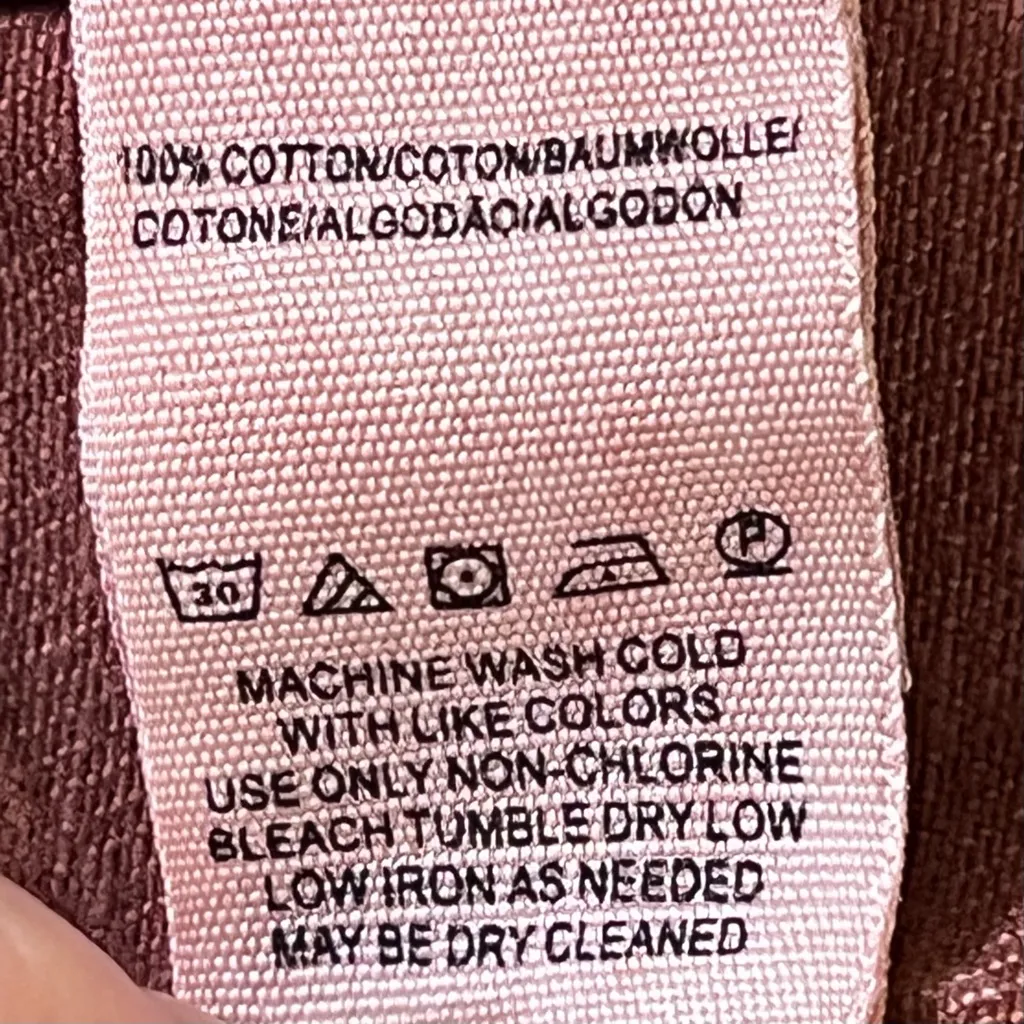 100% COTTON/COTON/BAUMWOLLE/
COTONE/ALGODÃO/ALGODÓN
30 P
MACHINE WASH COLD
WITH LIKE COLORS
USE ONLY NON-CHLORINE
BLEACH TUMBLE DRY LOW
LOW IRON AS NEEDED
MAY BE DRY CLEANED